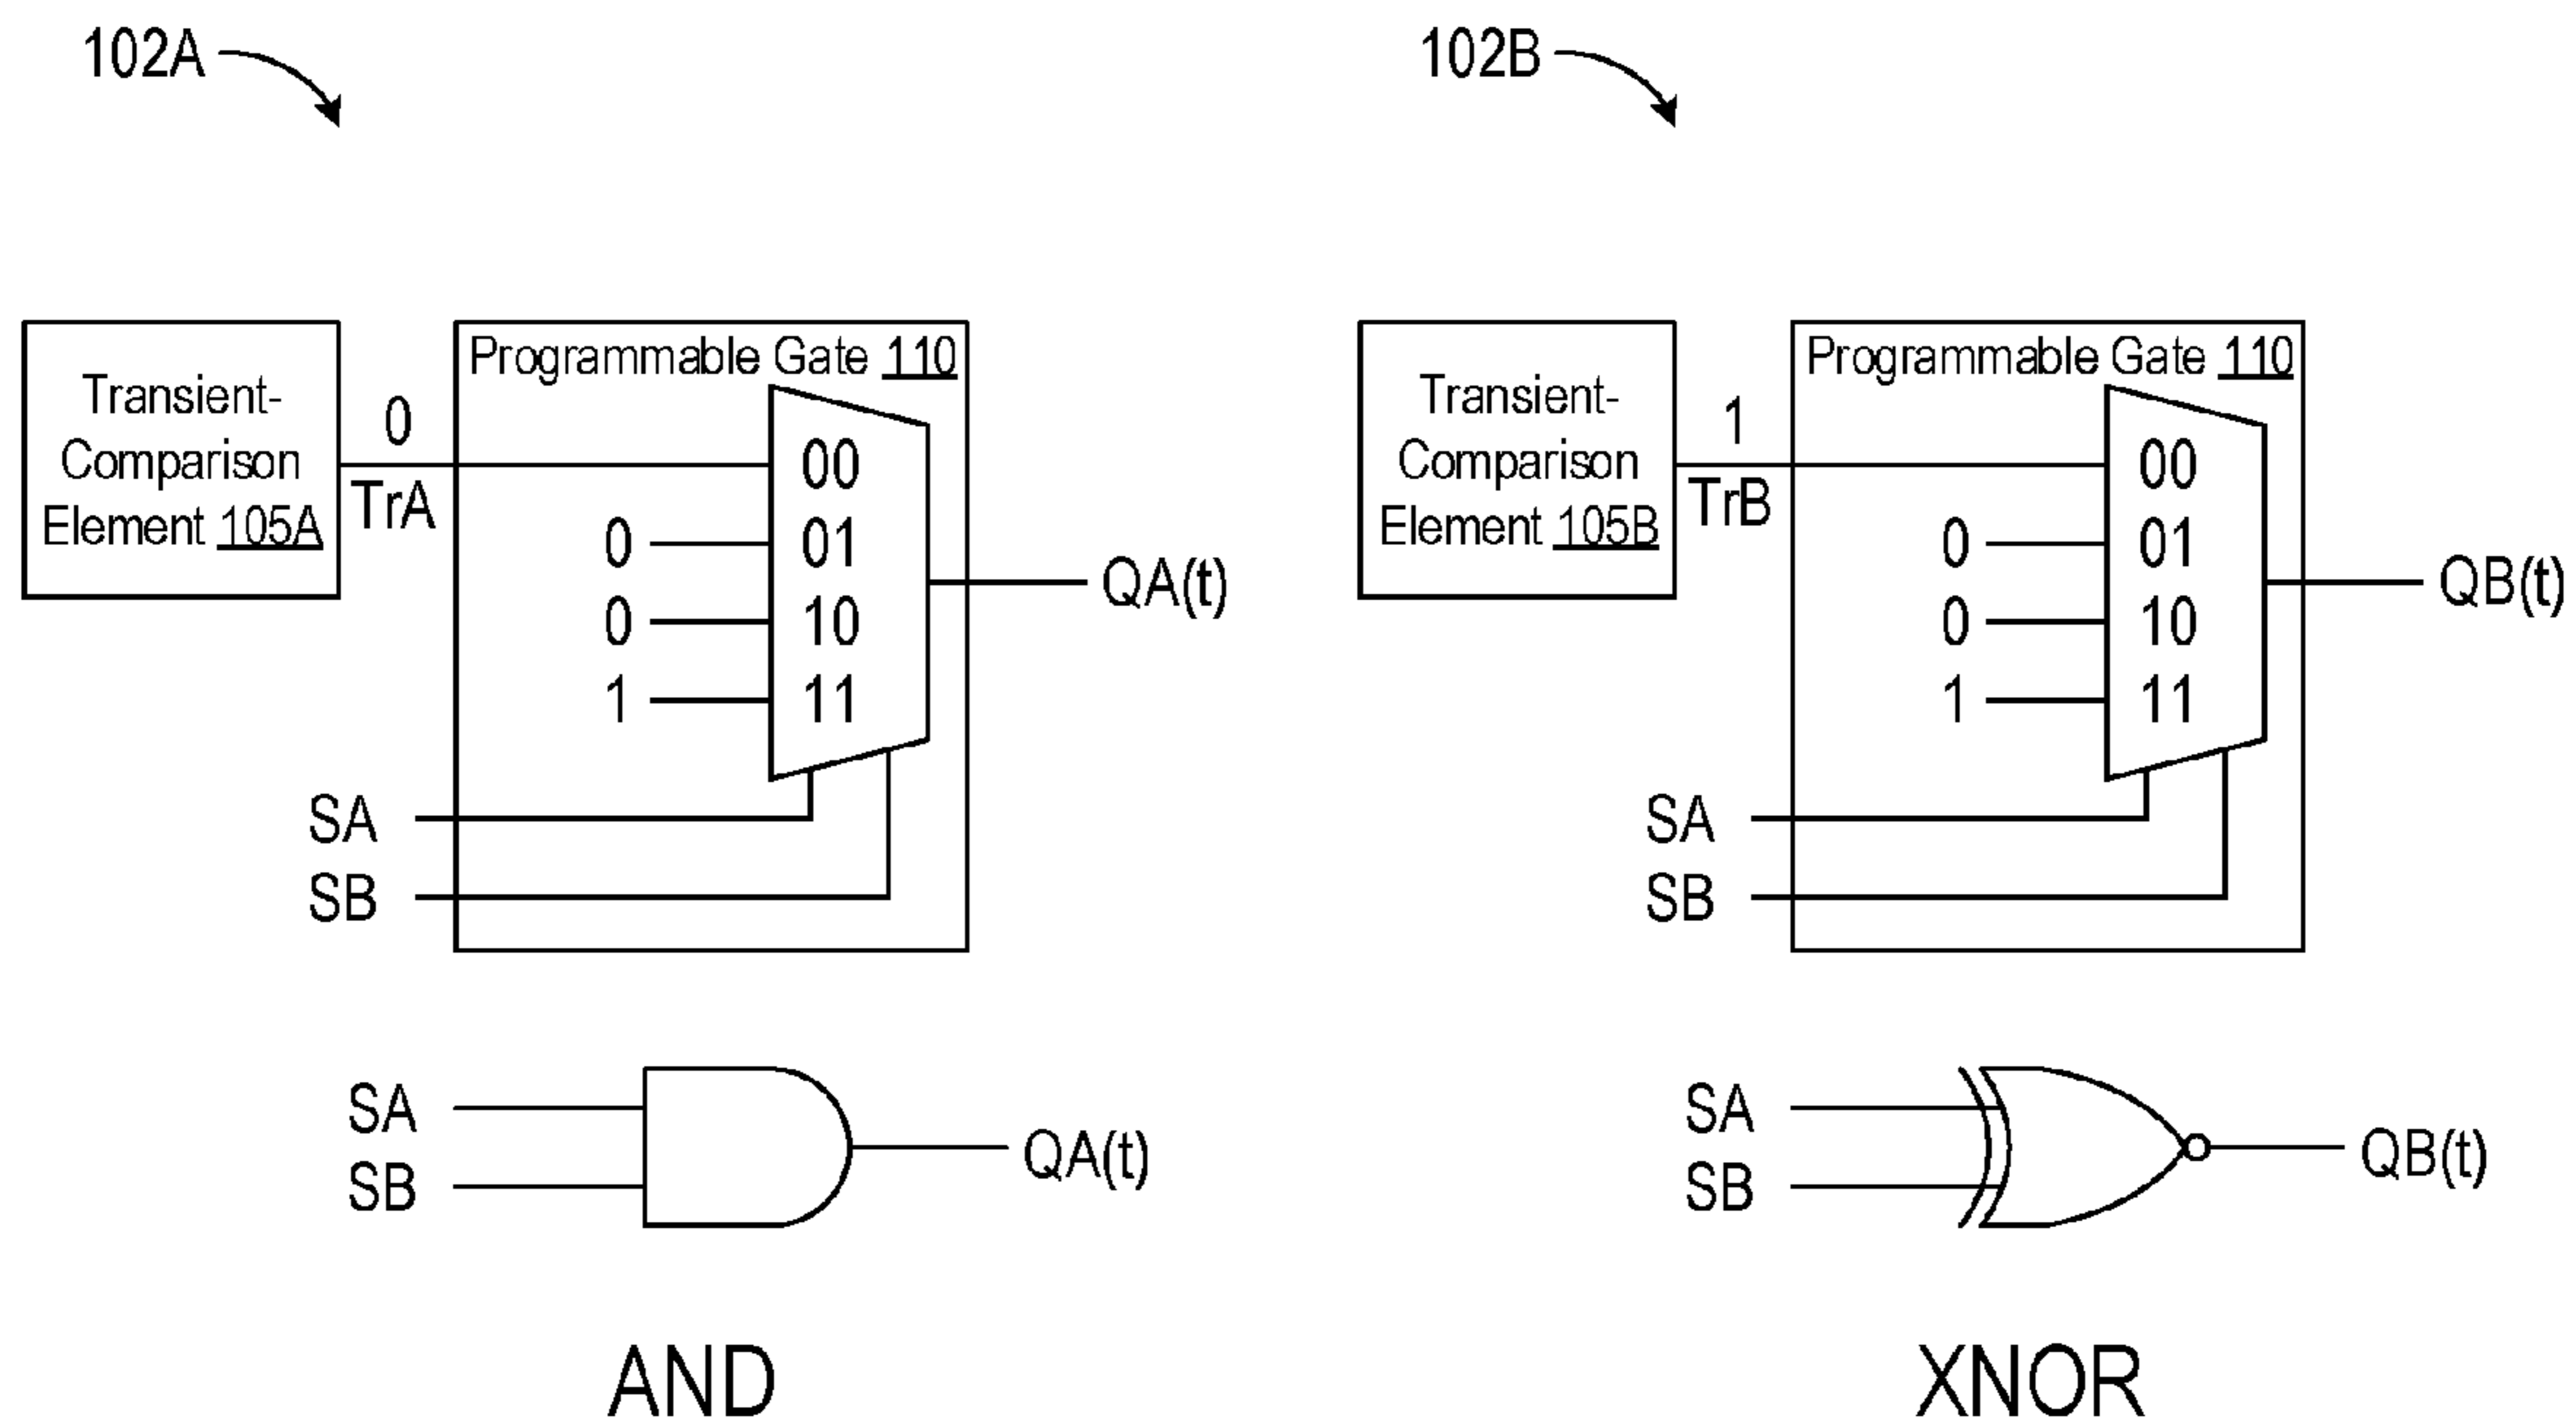 102A
Programmable Gate 110
Transient-
Comparison
Element 105A
0
TrA
00
0 01
0 10
1 11
QA(t)
SA
SB
SA
SB
QA(t)
AND
102B
Programmable Gate 110
Transient-
Comparison
Element 105B
1
TrB
00
0 01
0 10
1 11
QB(t)
SA
SB
SA
SB
QB(t)
XNOR